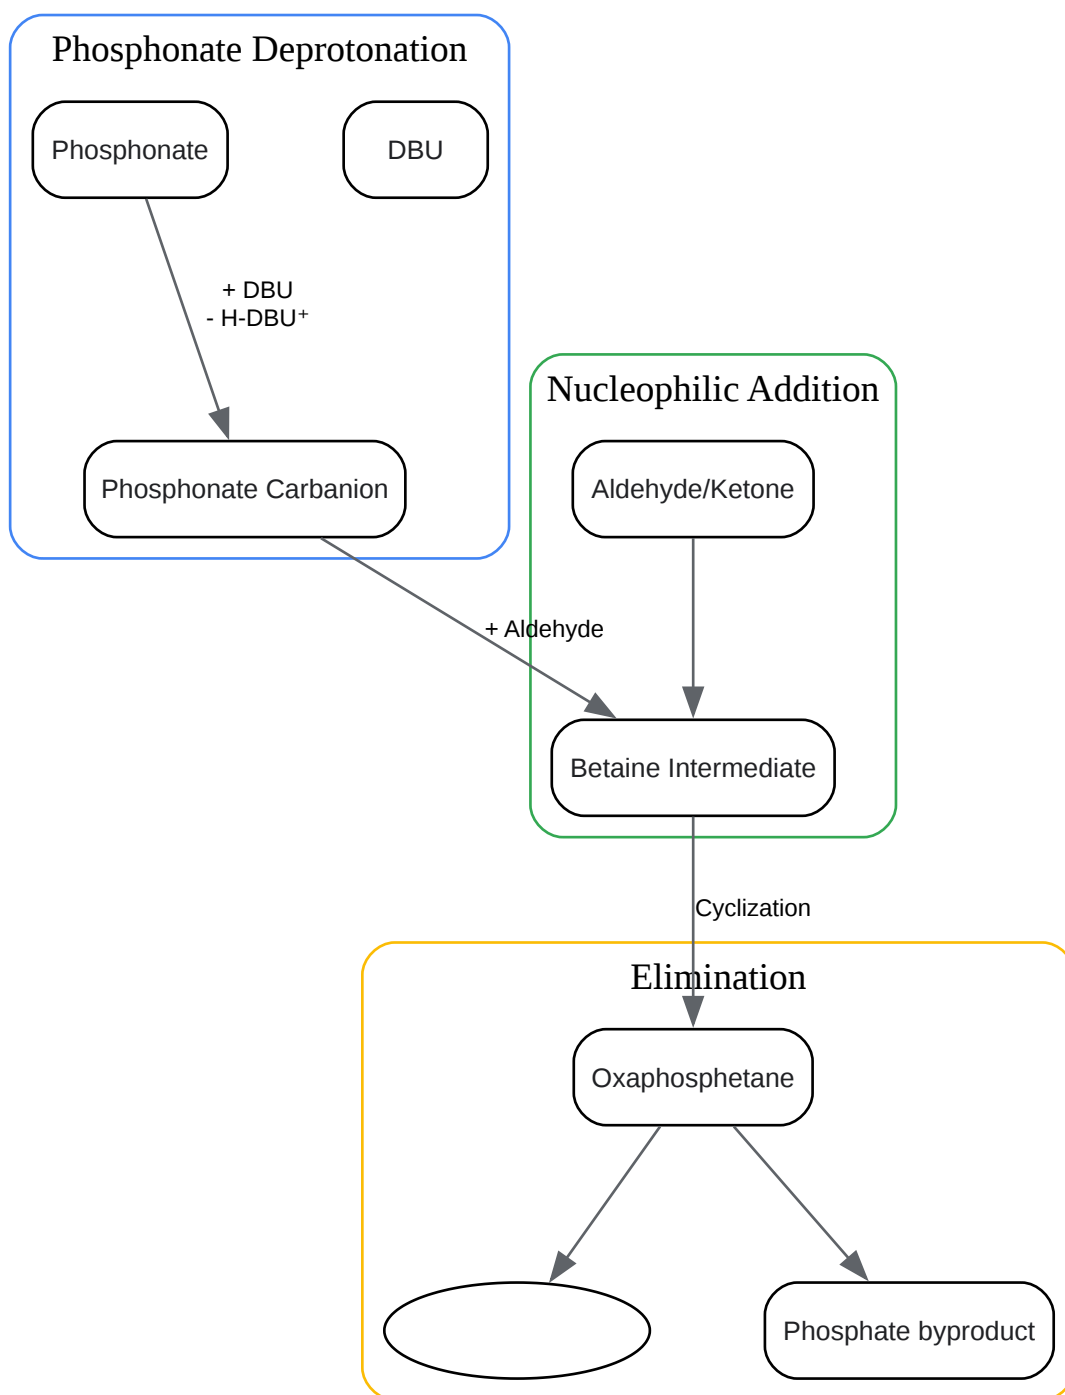 Phosphonate Deprotonation
Phosphonate
DBU
+ DBU
- H-DBU⁺
Phosphonate Carbanion
Nucleophilic Addition
Aldehyde/Ketone
+ Aldehyde
Betaine Intermediate
Cyclization
Elimination
Oxaphosphetane
Phosphate byproduct